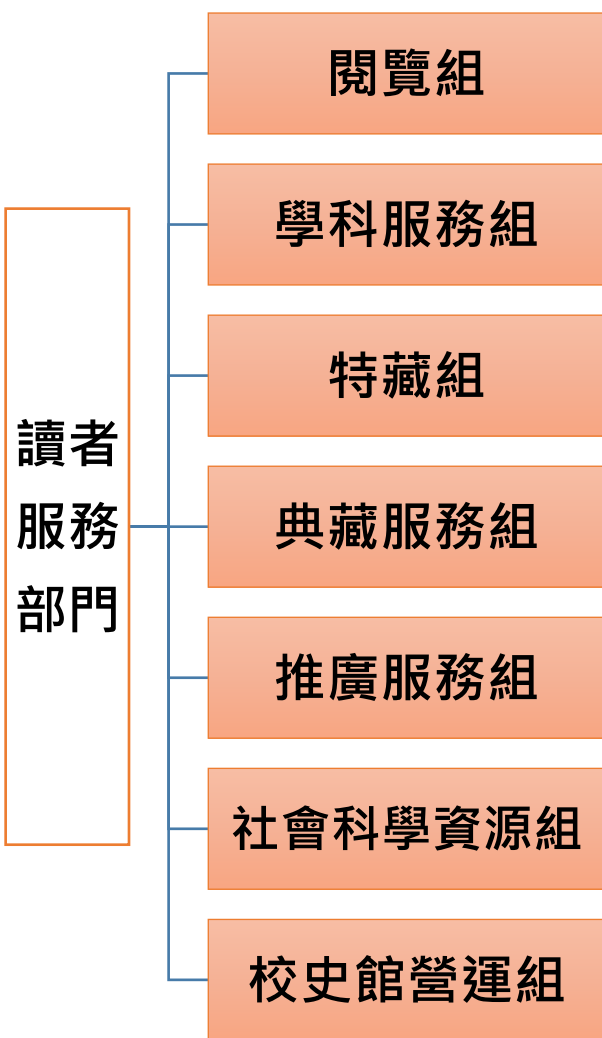 讀者
服務
部門
閱覽組
學科服務組
特藏組
典藏服務組
推廣服務組
社會科學資源組
校史館營運組